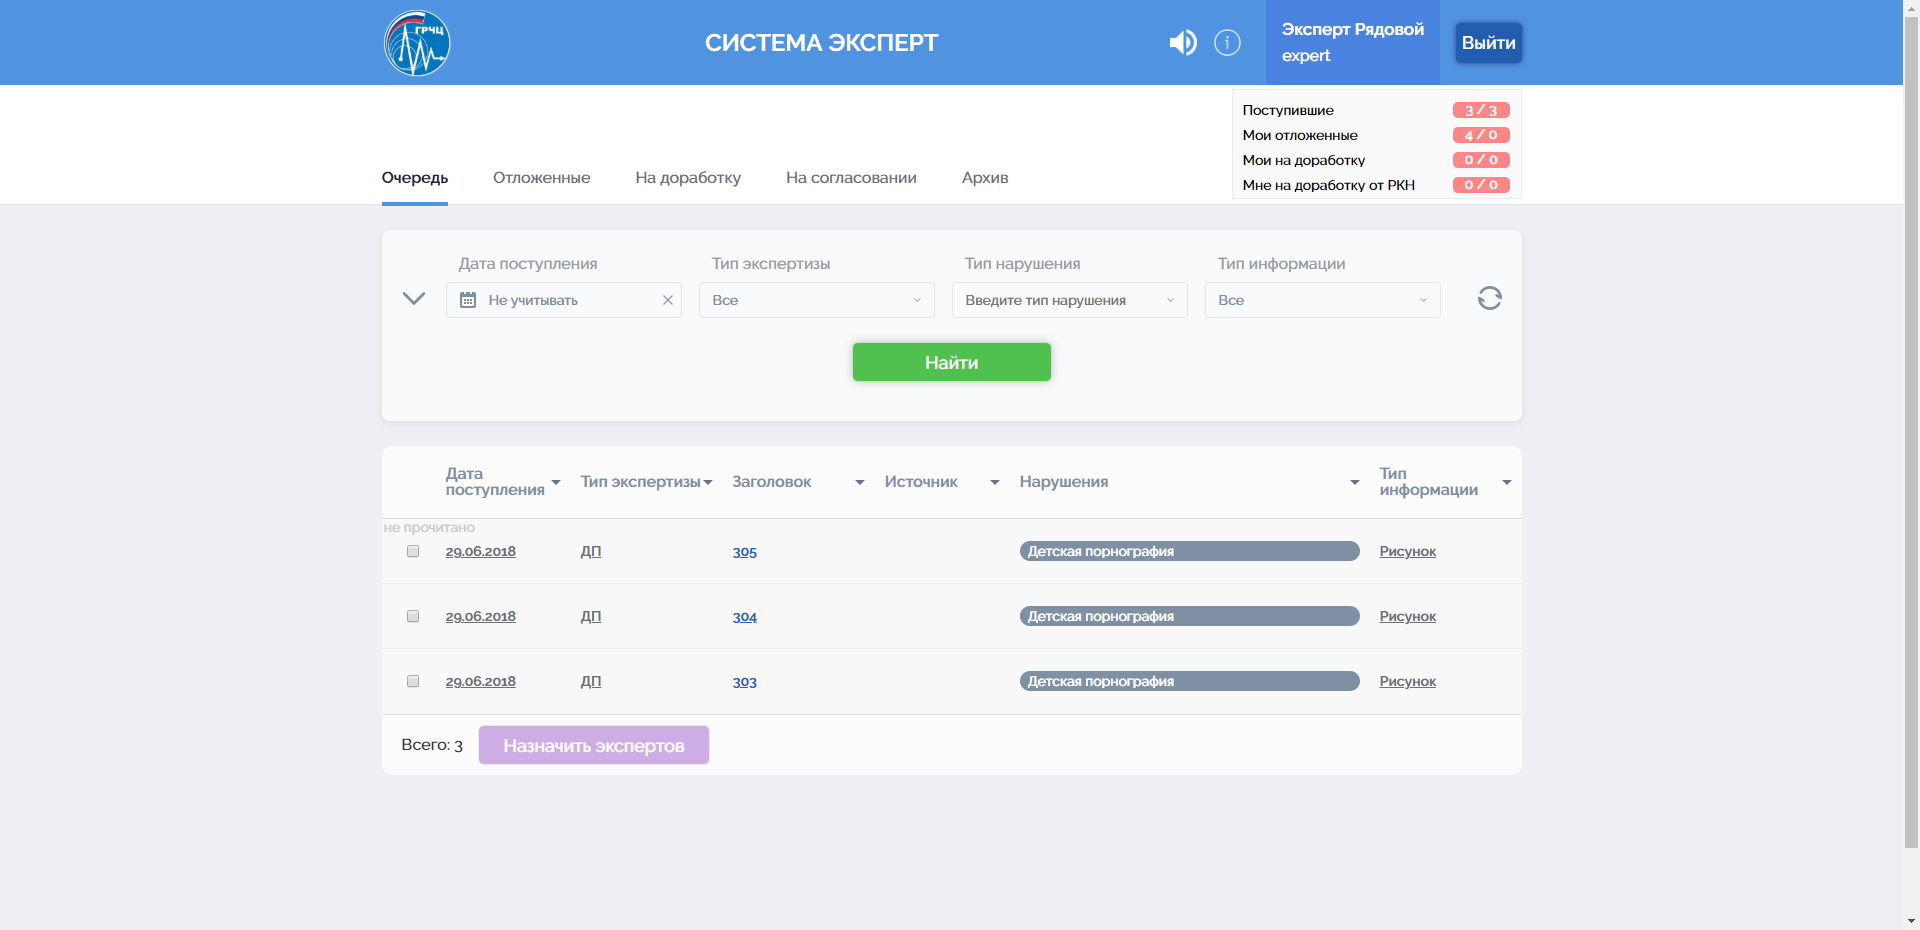 ГРЧЦ
СИСТЕМА ЭКСПЕРТ
Эксперт Рядовой
expert
Выйти
Поступившие 3 / 3
Мои отложенные 4 / 0
Мои на доработку 0 / 0
Мне на доработку от РКН 0 / 0
Очередь Отложенные На доработку На согласовании Архив
Дата поступления Тип экспертизы Тип нарушения Тип информации
Не учитывать Все Введите тип нарушения Все
Найти
Дата поступления Тип экспертизы Заголовок Источник Нарушения Тип информации
не прочитано
29.06.2018 ДП 305 Детская порнография Рисунок
29.06.2018 ДП 304 Детская порнография Рисунок
29.06.2018 ДП 303 Детская порнография Рисунок
Всего: 3 Назначить экспертов